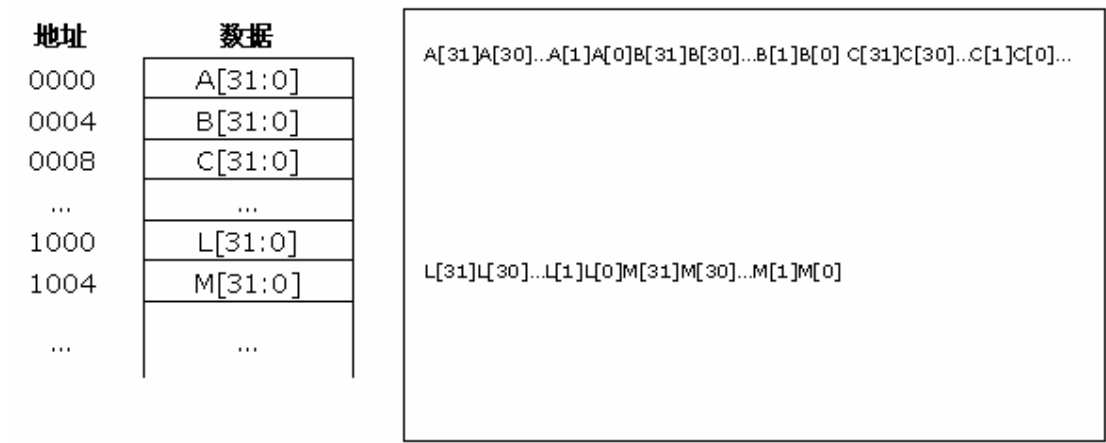 地址 数据
0000 A[31:0]
0004 B[31:0]
0008 C[31:0]
... ...
1000 L[31:0]
1004 M[31:0]
... ...
A[31]A[30]...A[1]A[0]B[31]B[30]...B[1]B[0] C[31]C[30]...C[1]C[0]...
L[31]L[30]...L[1]L[0]M[31]M[30]...M[1]M[0]